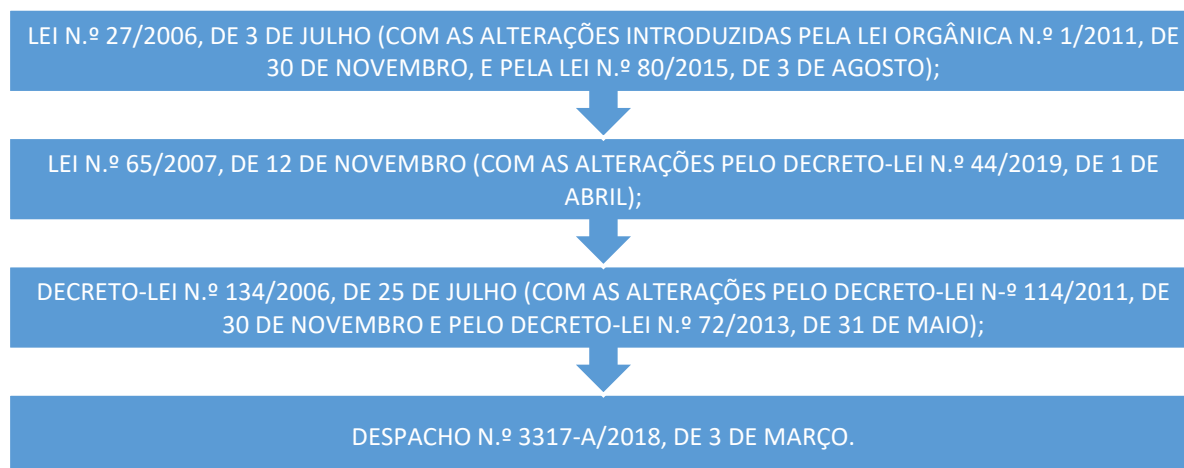 LEI N.º 27/2006, DE 3 DE JULHO (COM AS ALTERAÇÕES INTRODUZIDAS PELA LEI ORGÂNICA N.º 1/2011, DE
30 DE NOVEMBRO, E PELA LEI N.º 80/2015, DE 3 DE AGOSTO);
LEI N.º 65/2007, DE 12 DE NOVEMBRO (COM AS ALTERAÇÕES PELO DECRETO-LEI N.º 44/2019, DE 1 DE
ABRIL);
DECRETO-LEI N.º 134/2006, DE 25 DE JULHO (COM AS ALTERAÇÕES PELO DECRETO-LEI N-º 114/2011, DE
30 DE NOVEMBRO E PELO DECRETO-LEI N.º 72/2013, DE 31 DE MAIO);
DESPACHO N.º 3317-A/2018, DE 3 DE MARÇO.